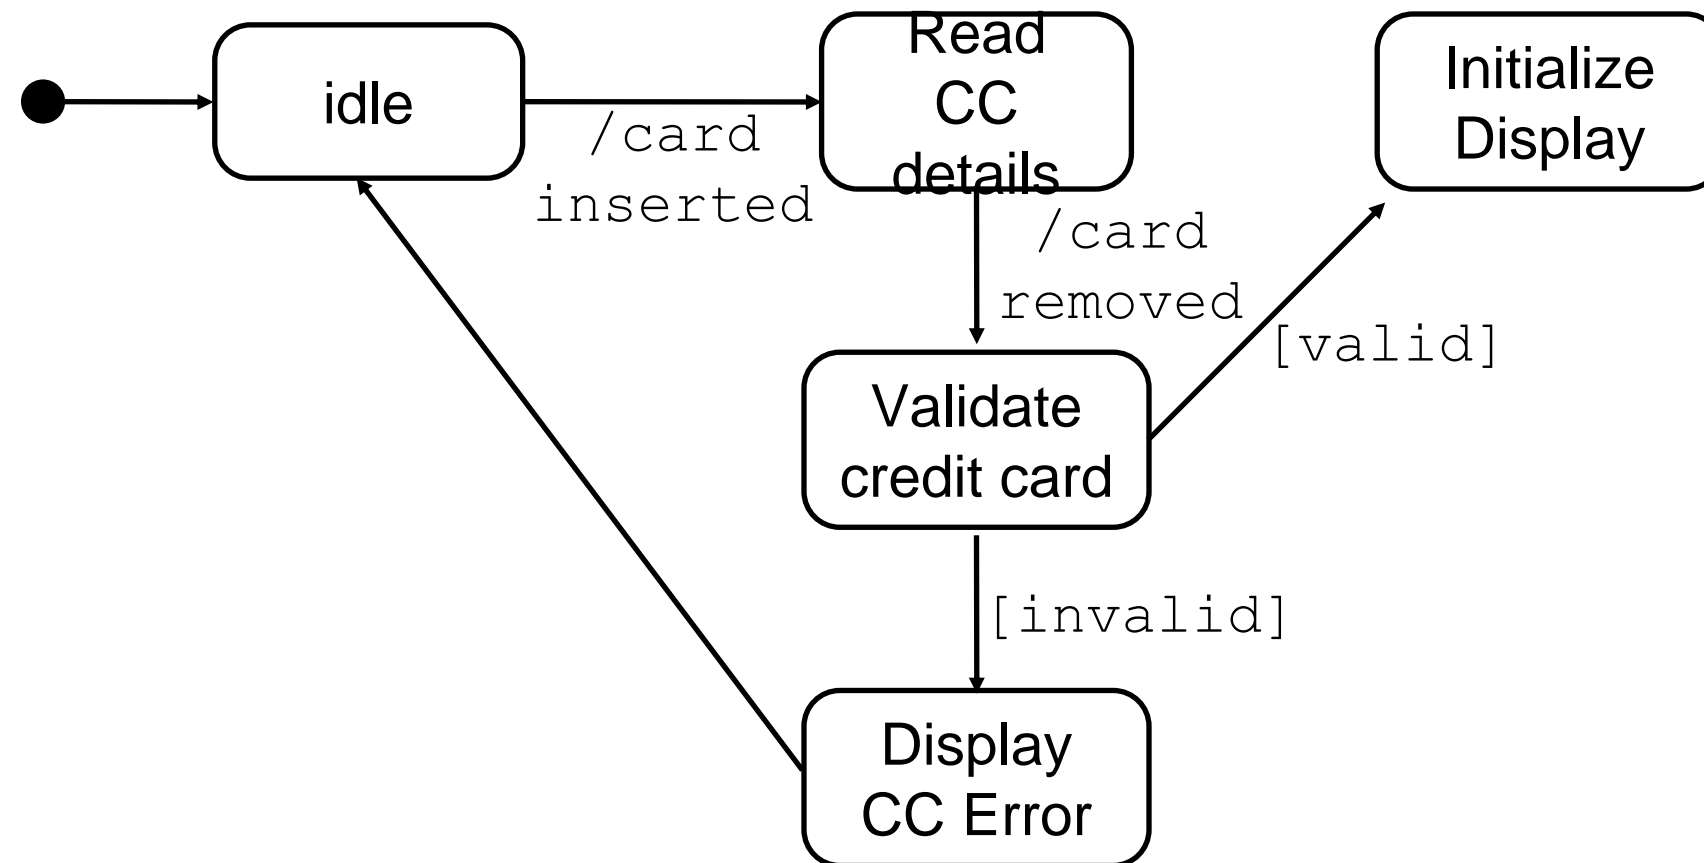 idle
/card
inserted
Read
CC
details
Initialize
Display
/card
removed
[valid]
Validate
credit card
[invalid]
Display
CC Error